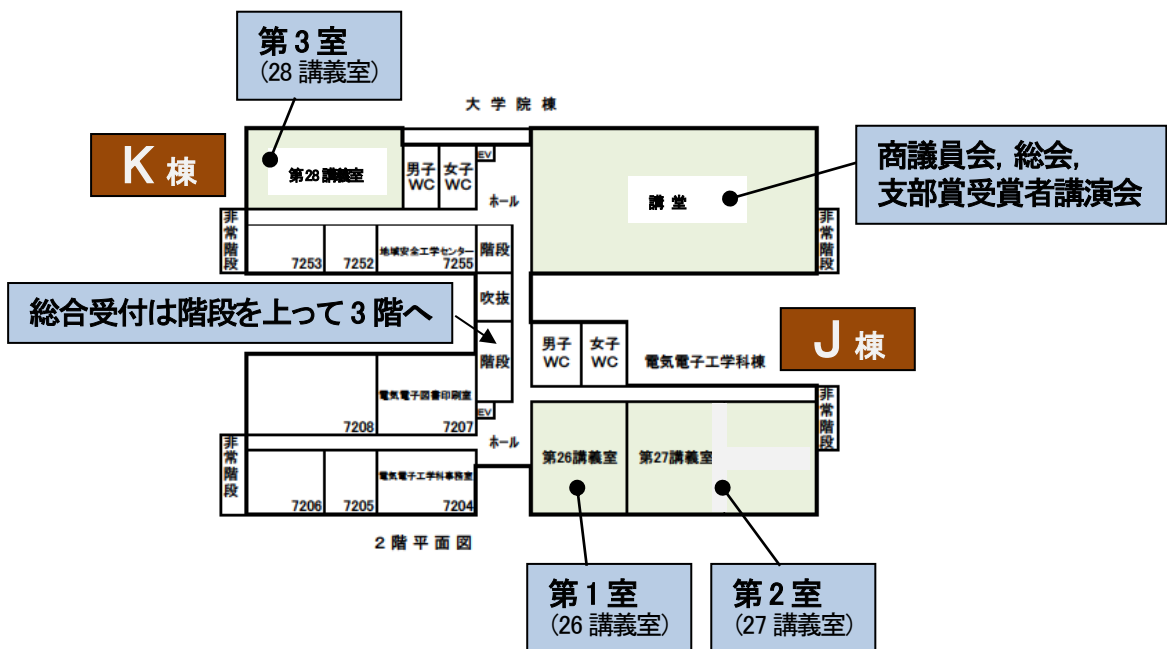 第3室
(28 講義室)
大学院棟
K 棟
第28講義室
男子
WC
女子
WC
EV
ホール
講堂
商議員会, 総会,
支部賞受賞者講演会
非常階段
非常階段
7253
7252
地域安全工学センター
7255
階段
吹抜
総合受付は階段を上って3階へ
階段
男子
WC
女子
WC
電気電子工学科棟
J 棟
電気電子図書印刷室
7208
7207
EV
ホール
非常階段
非常階段
第26講義室
第27講義室
電気電子工学科事務室
7206
7205
7204
2階平面図
第1室
(26 講義室)
第2室
(27 講義室)